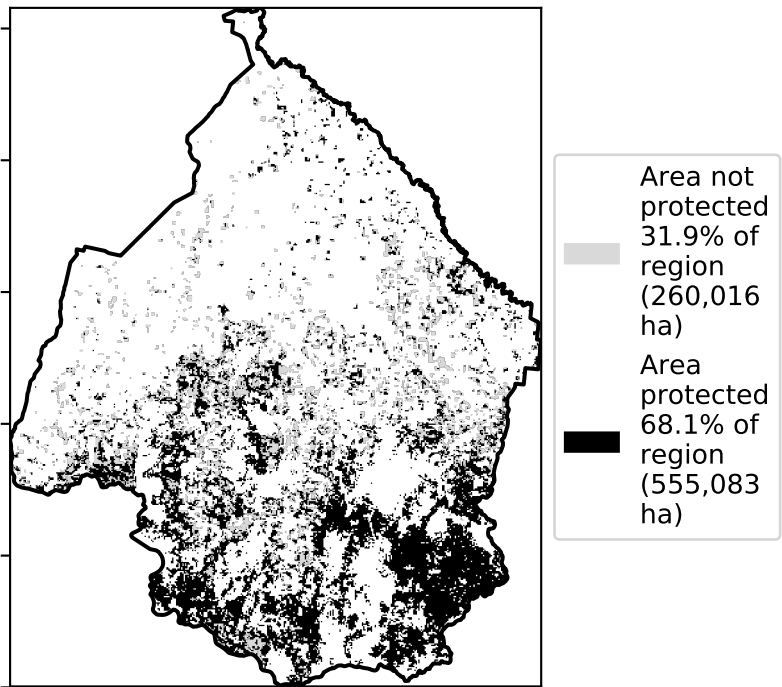 Area not
protected
31.9% of
region
(260,016
ha)
Area
protected
68.1% of
region
(555,083
ha)